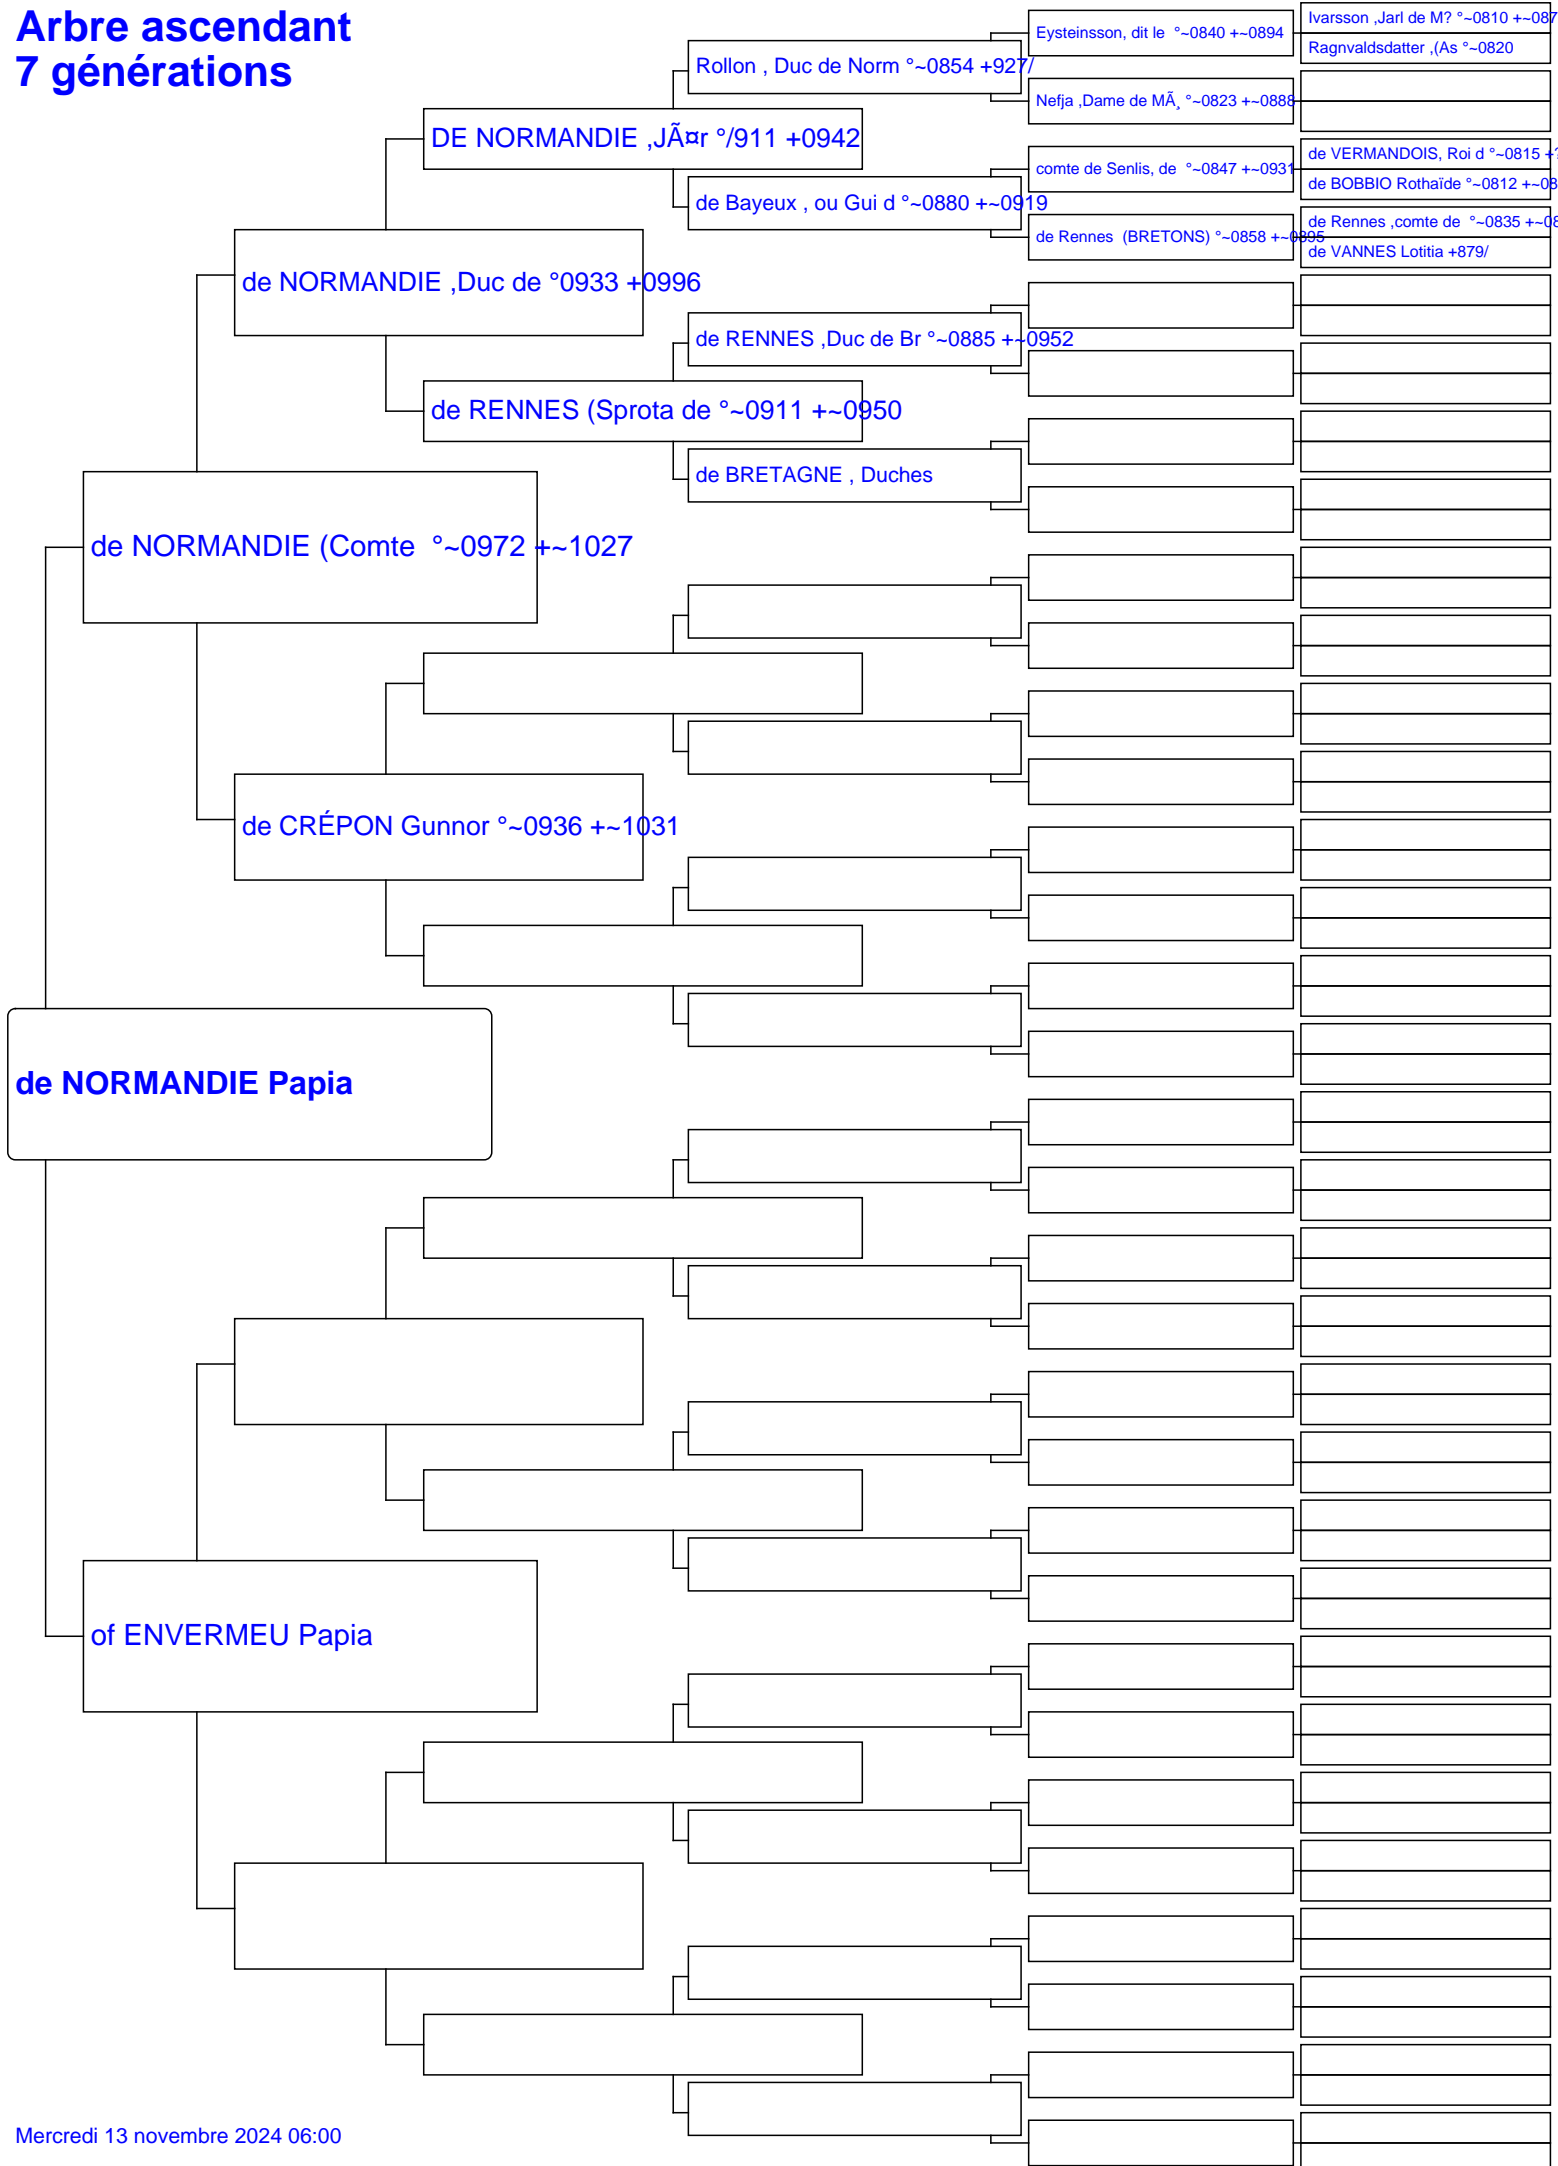 Arbre ascendant
7 générations
Ivarsson ,Jarl de M? °~0810 +~087
Eysteinsson, dit le °~0840 +~0894
Ragnvaldsdatter ,(As °~0820
Rollon , Duc de Norm °~0854 +927/
Nefja ,Dame de MÃ¸ °~0823 +~0888
DE NORMANDIE ,JÃ¤r °/911 +0942
de VERMANDOIS, Roi d °~0815 +?
comte de Senlis, de °~0847 +~0931
de BOBBIO Rothaïde °~0812 +~08
de Bayeux , ou Gui d °~0880 +~0919
de Rennes ,comte de °~0835 +~08
de Rennes (BRETONS) °~0858 +~0895
de VANNES Lotitia +879/
de NORMANDIE ,Duc de °0933 +0996
de RENNES ,Duc de Br °~0885 +~0952
de RENNES (Sprota de °~0911 +~0950
de BRETAGNE , Duches
de NORMANDIE (Comte °~0972 +~1027
de CRÉPON Gunnor °~0936 +~1031
de NORMANDIE Papia
of ENVERMEU Papia
Mercredi 13 novembre 2024 06:00